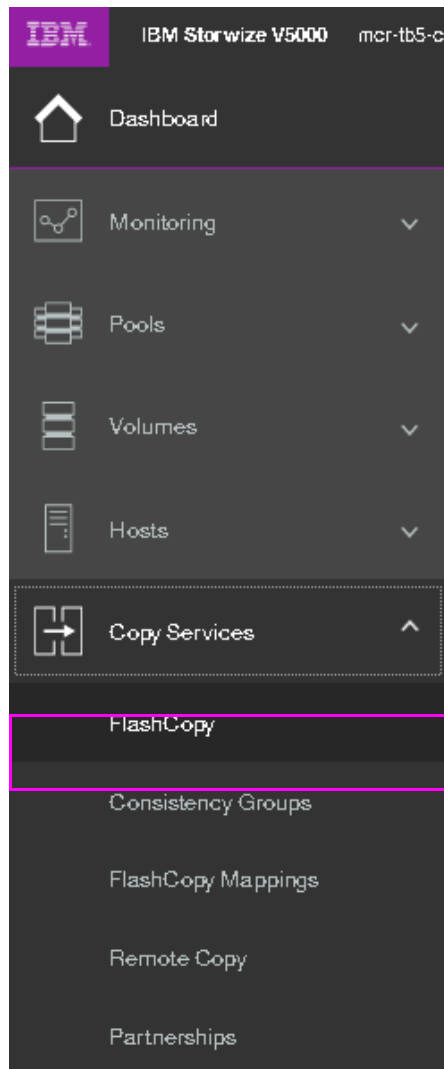 IBM IBM Storwize V5000 mcr-tb5-c
Dashboard
Monitoring
Pools
Volumes
Hosts
Copy Services
FlashCopy
Consistency Groups
FlashCopy Mappings
Remote Copy
Partnerships